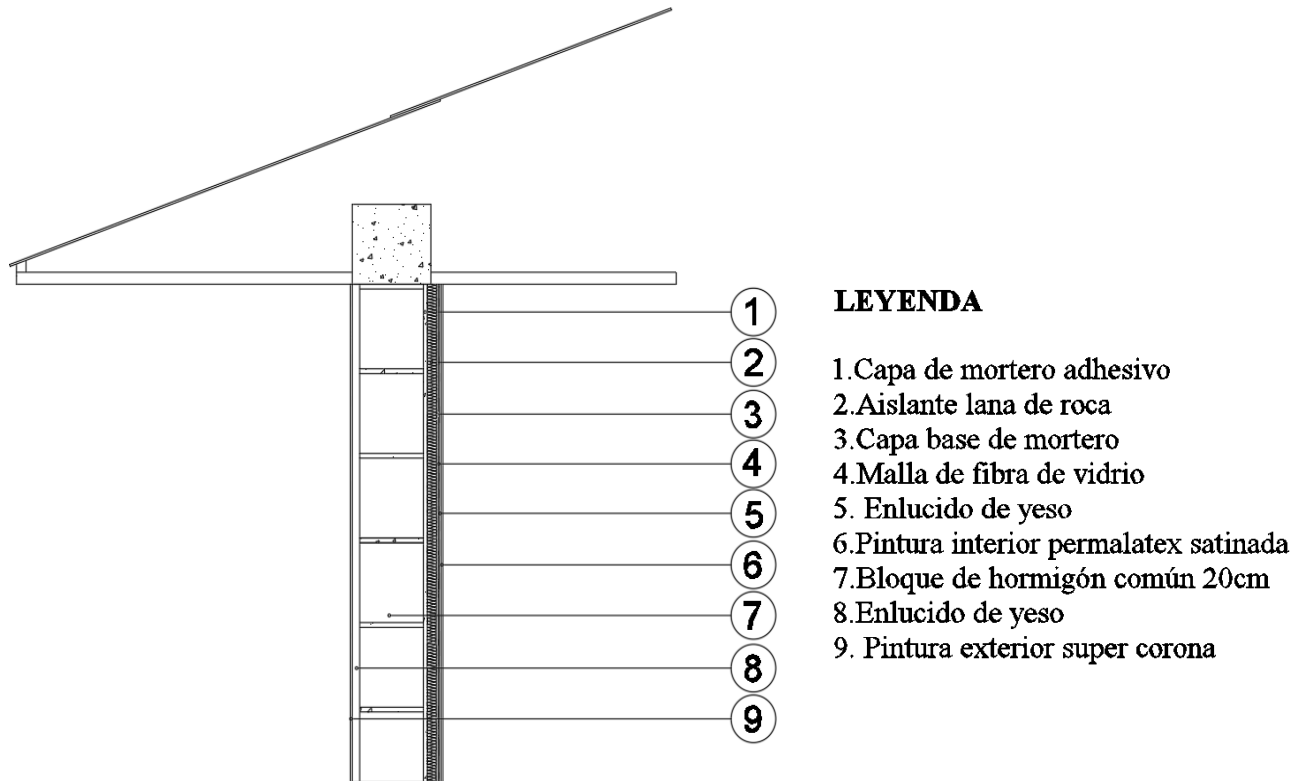 1
2
3
4
5
6
7
8
9
LEYENDA
1.Capa de mortero adhesivo
2.Aislante lana de roca
3.Capa base de mortero
4.Malla de fibra de vidrio
5. Enlucido de yeso
6.Pintura interior permalatex satinada
7.Bloque de hormigón común 20cm
8.Enlucido de yeso
9. Pintura exterior super corona